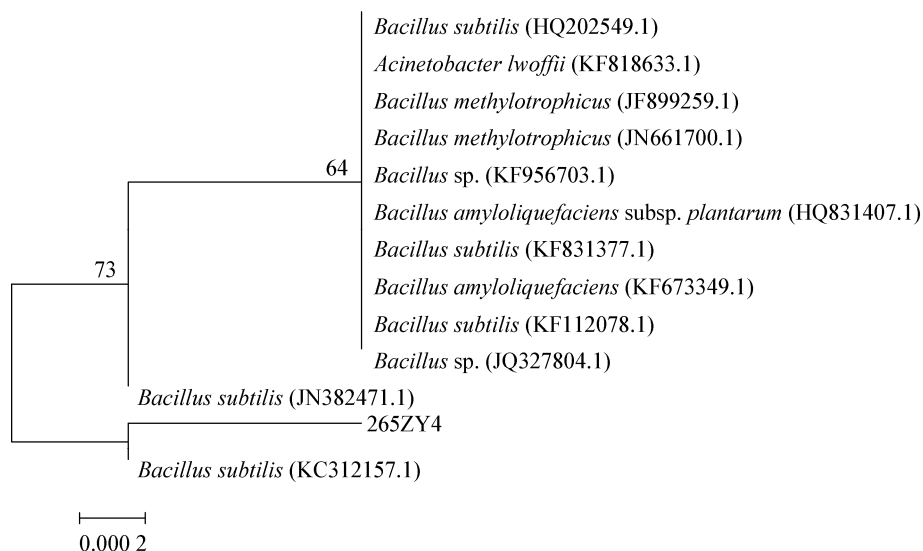 Bacillus subtilis (HQ202549.1)
Acinetobacter lwoffii (KF818633.1)
Bacillus methylotrophicus (JF899259.1)
Bacillus methylotrophicus (JN661700.1)
64
Bacillus sp. (KF956703.1)
Bacillus amyloliquefaciens subsp. plantarum (HQ831407.1)
Bacillus subtilis (KF831377.1)
73
Bacillus amyloliquefaciens (KF673349.1)
Bacillus subtilis (KF112078.1)
Bacillus sp. (JQ327804.1)
Bacillus subtilis (JN382471.1)
265ZY4
Bacillus subtilis (KC312157.1)
0.000 2